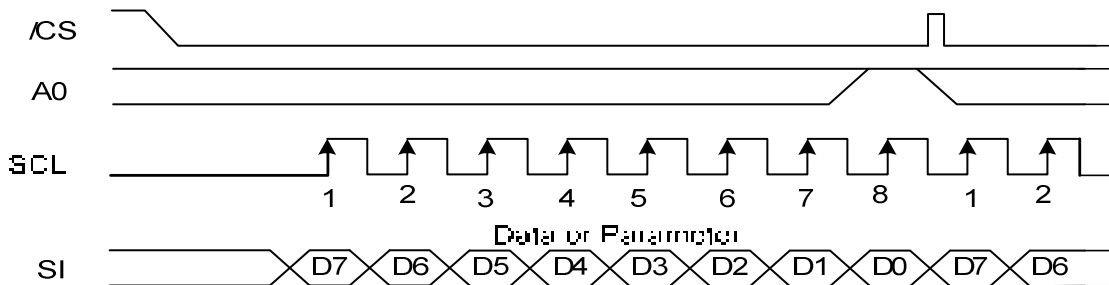 /CS
A0
SCL
1 2 3 4 5 6 7 8 1 2
Data or Parameter
SI D7 D6 D5 D4 D3 D2 D1 D0 D7 D6